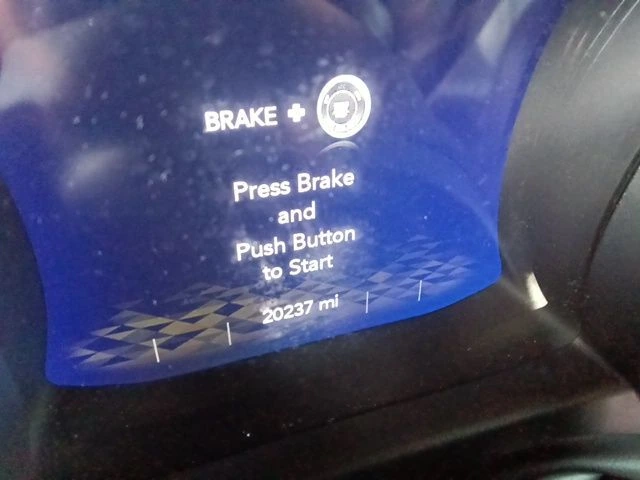 BRAKE +
Press Brake
and
Push Button
to Start
20237 mi